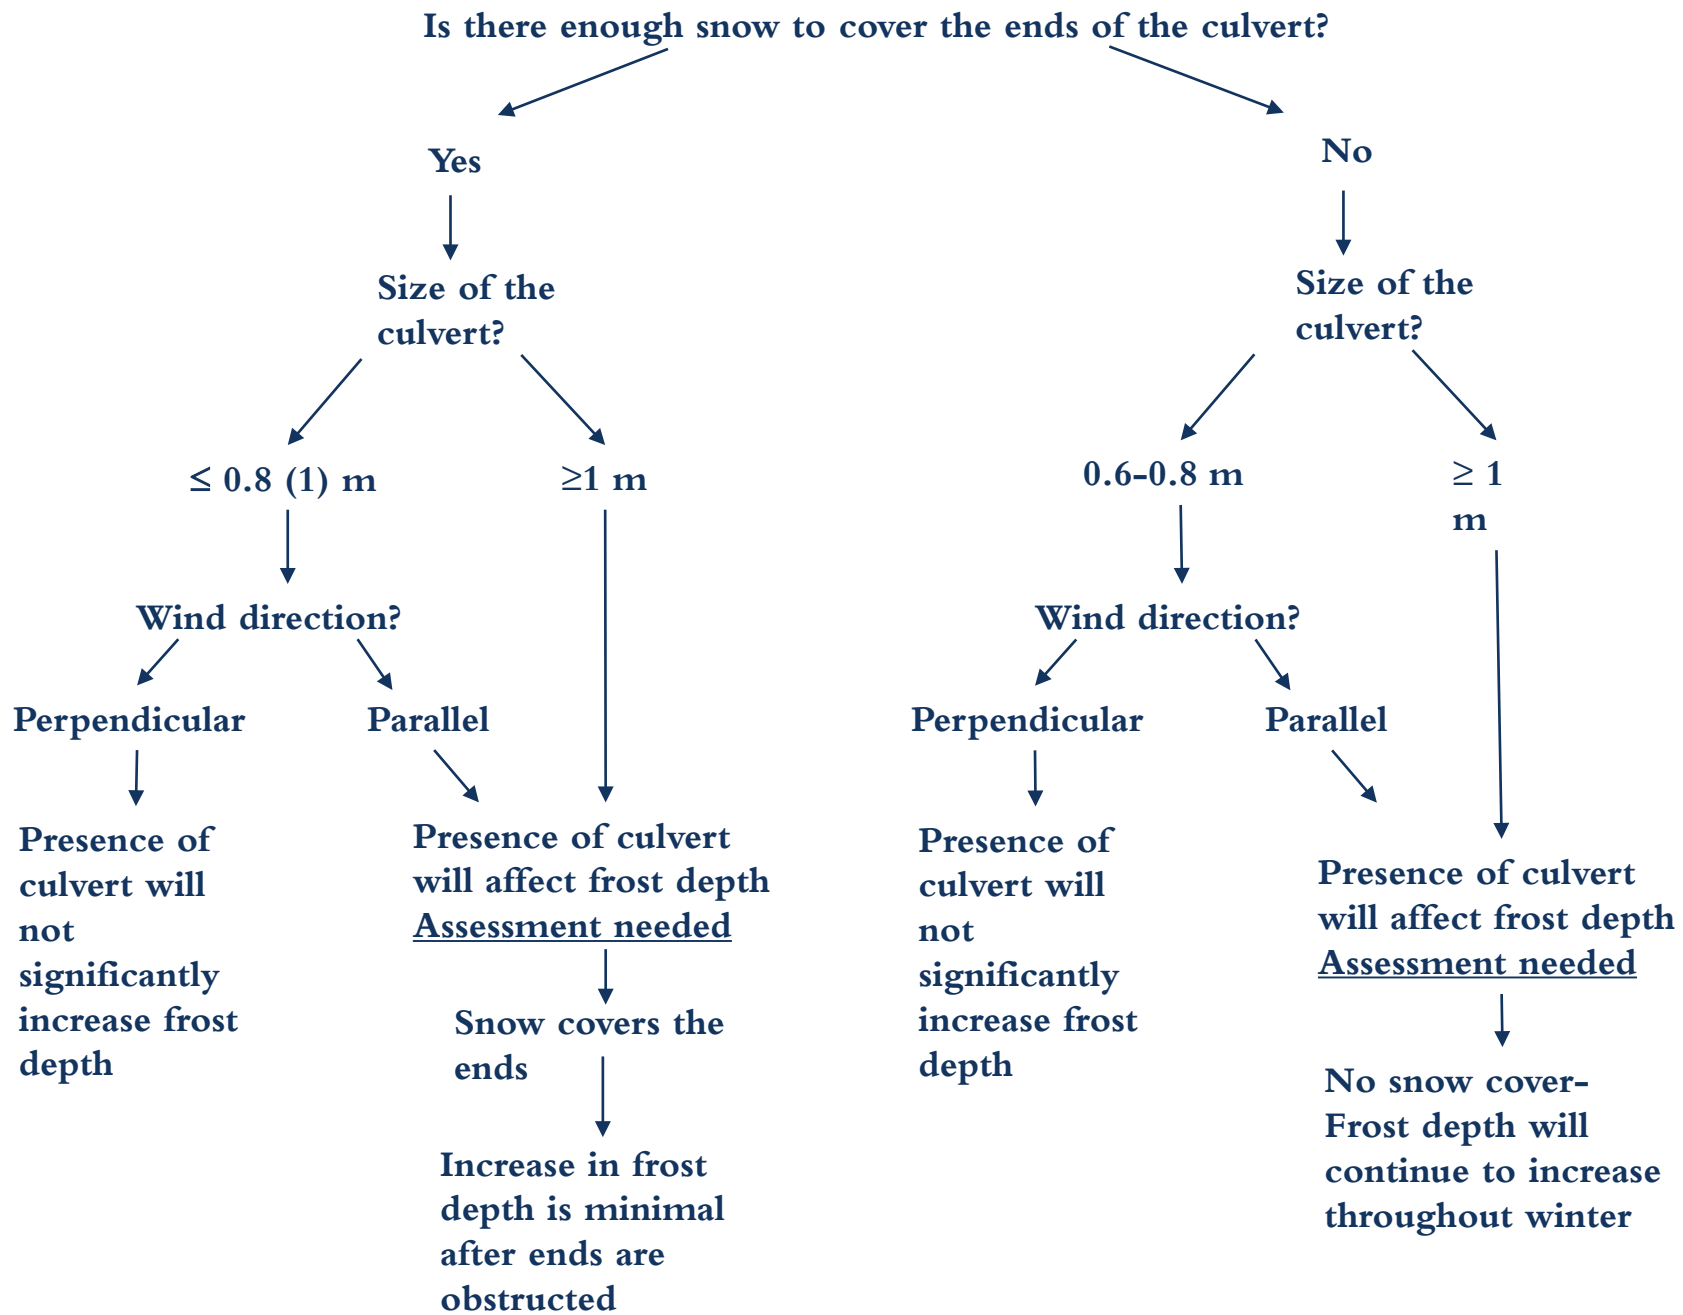 Is there enough snow to cover the ends of the culvert?
Yes
Size of the
culvert?
≤ 0.8 (1) m
≥1 m
Wind direction?
Perpendicular
Parallel
Presence of
culvert will
not
significantly
increase frost
depth
Presence of culvert
will affect frost depth
Assessment needed
Snow covers the
ends
Increase in frost
depth is minimal
after ends are
obstructed
No
Size of the
culvert?
0.6-0.8 m
≥ 1
m
Wind direction?
Perpendicular
Parallel
Presence of
culvert will
not
significantly
increase frost
depth
Presence of culvert
will affect frost depth
Assessment needed
No snow cover-
Frost depth will
continue to increase
throughout winter